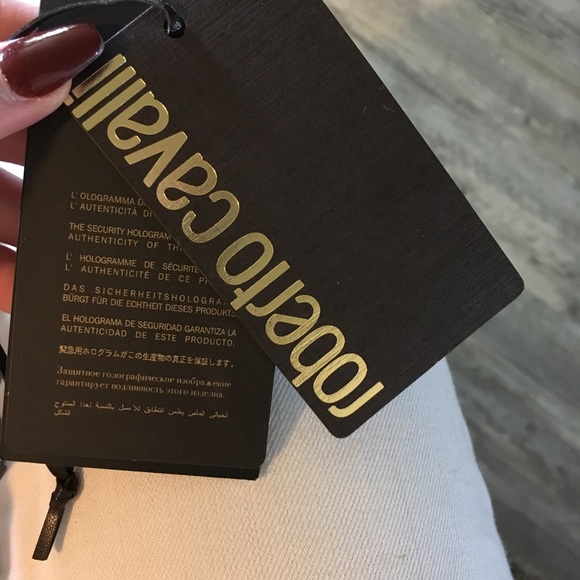 roberto cavalli
L' OLOGRAMMA
L' AUTENTICITÀ DI
THE SECURITY HOLOGRAM
AUTHENTICITY OF
L' HOLOGRAMME DE SÉCURITÉ
L' AUTHENTICITÉ DE CE
DAS SICHERHEITSHOLOGRA
BÜRGT FÜR DIE ECHTHEIT DIESES PRODUKTS
EL HOLOGRAMA DE SEGURIDAD GARANTIZA LA
AUTENTICIDAD DE ESTE PRODUCTO.
緊急用ホログラムがこの生産物の真正を保証します.
Защитное голографическое изображение
гарантирует подлинность этого изделия.